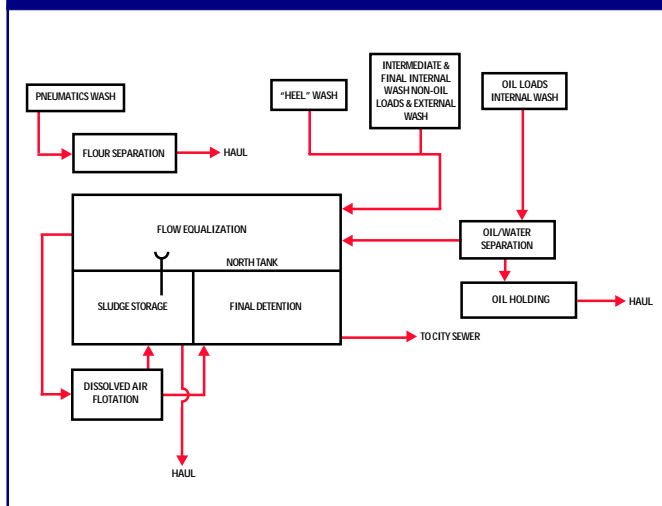 PNEUMATICS WASH
"HEEL" WASH
INTERMEDIATE &
FINAL INTERNAL
WASH NON-OIL
LOADS & EXTERNAL
WASH
OIL LOADS
INTERNAL WASH
FLOUR SEPARATION
HAUL
FLOW EQUALIZATION
NORTH TANK
OIL/WATER
SEPARATION
SLUDGE STORAGE
FINAL DETENTION
OIL HOLDING
HAUL
TO CITY SEWER
DISSOLVED AIR
FLOTATION
HAUL